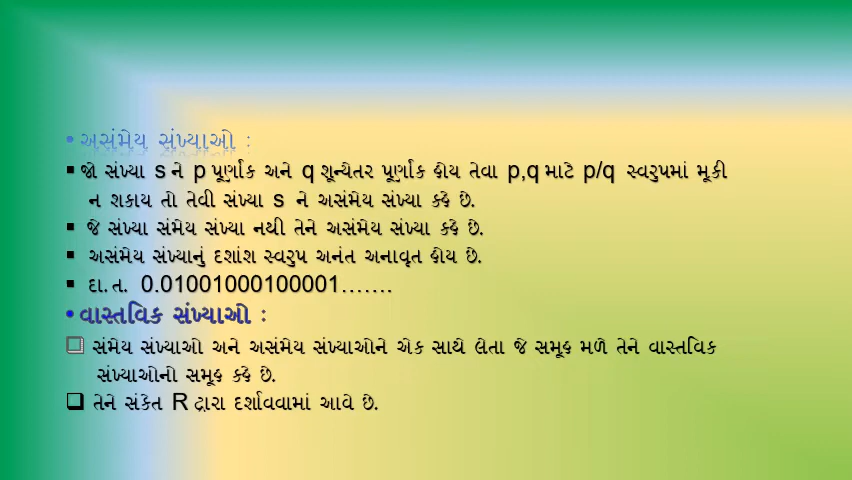 • અસંમેય સંખ્યાઓ :
▪ જો સંખ્યા s ને p પૂર્ણાંક અને q શૂન્યેતર પૂર્ણાંક હોય તેવા p,q માટે p/q સ્વરુપમાં મૂકી
ન શકાય તો તેવી સંખ્યા s ને અસંમેય સંખ્યા કહે છે.
▪ જે સંખ્યા સંમેય સંખ્યા નથી તેને અસંમેય સંખ્યા કહે છે.
▪ અસંમેય સંખ્યાનું દશાંશ સ્વરુપ અનંત અનાવૃત હોય છે.
▪ દા. ત. 0.01001000100001.......
• વાસ્તવિક સંખ્યાઓ :
❑ સંમેય સંખ્યાઓ અને અસંમેય સંખ્યાઓને એક સાથે લેતા જે સમૂહ મળે તેને વાસ્તવિક
સંખ્યાઓનો સમૂહ કહે છે.
❑ તેને સંકેત R દ્વારા દર્શાવવામાં આવે છે.